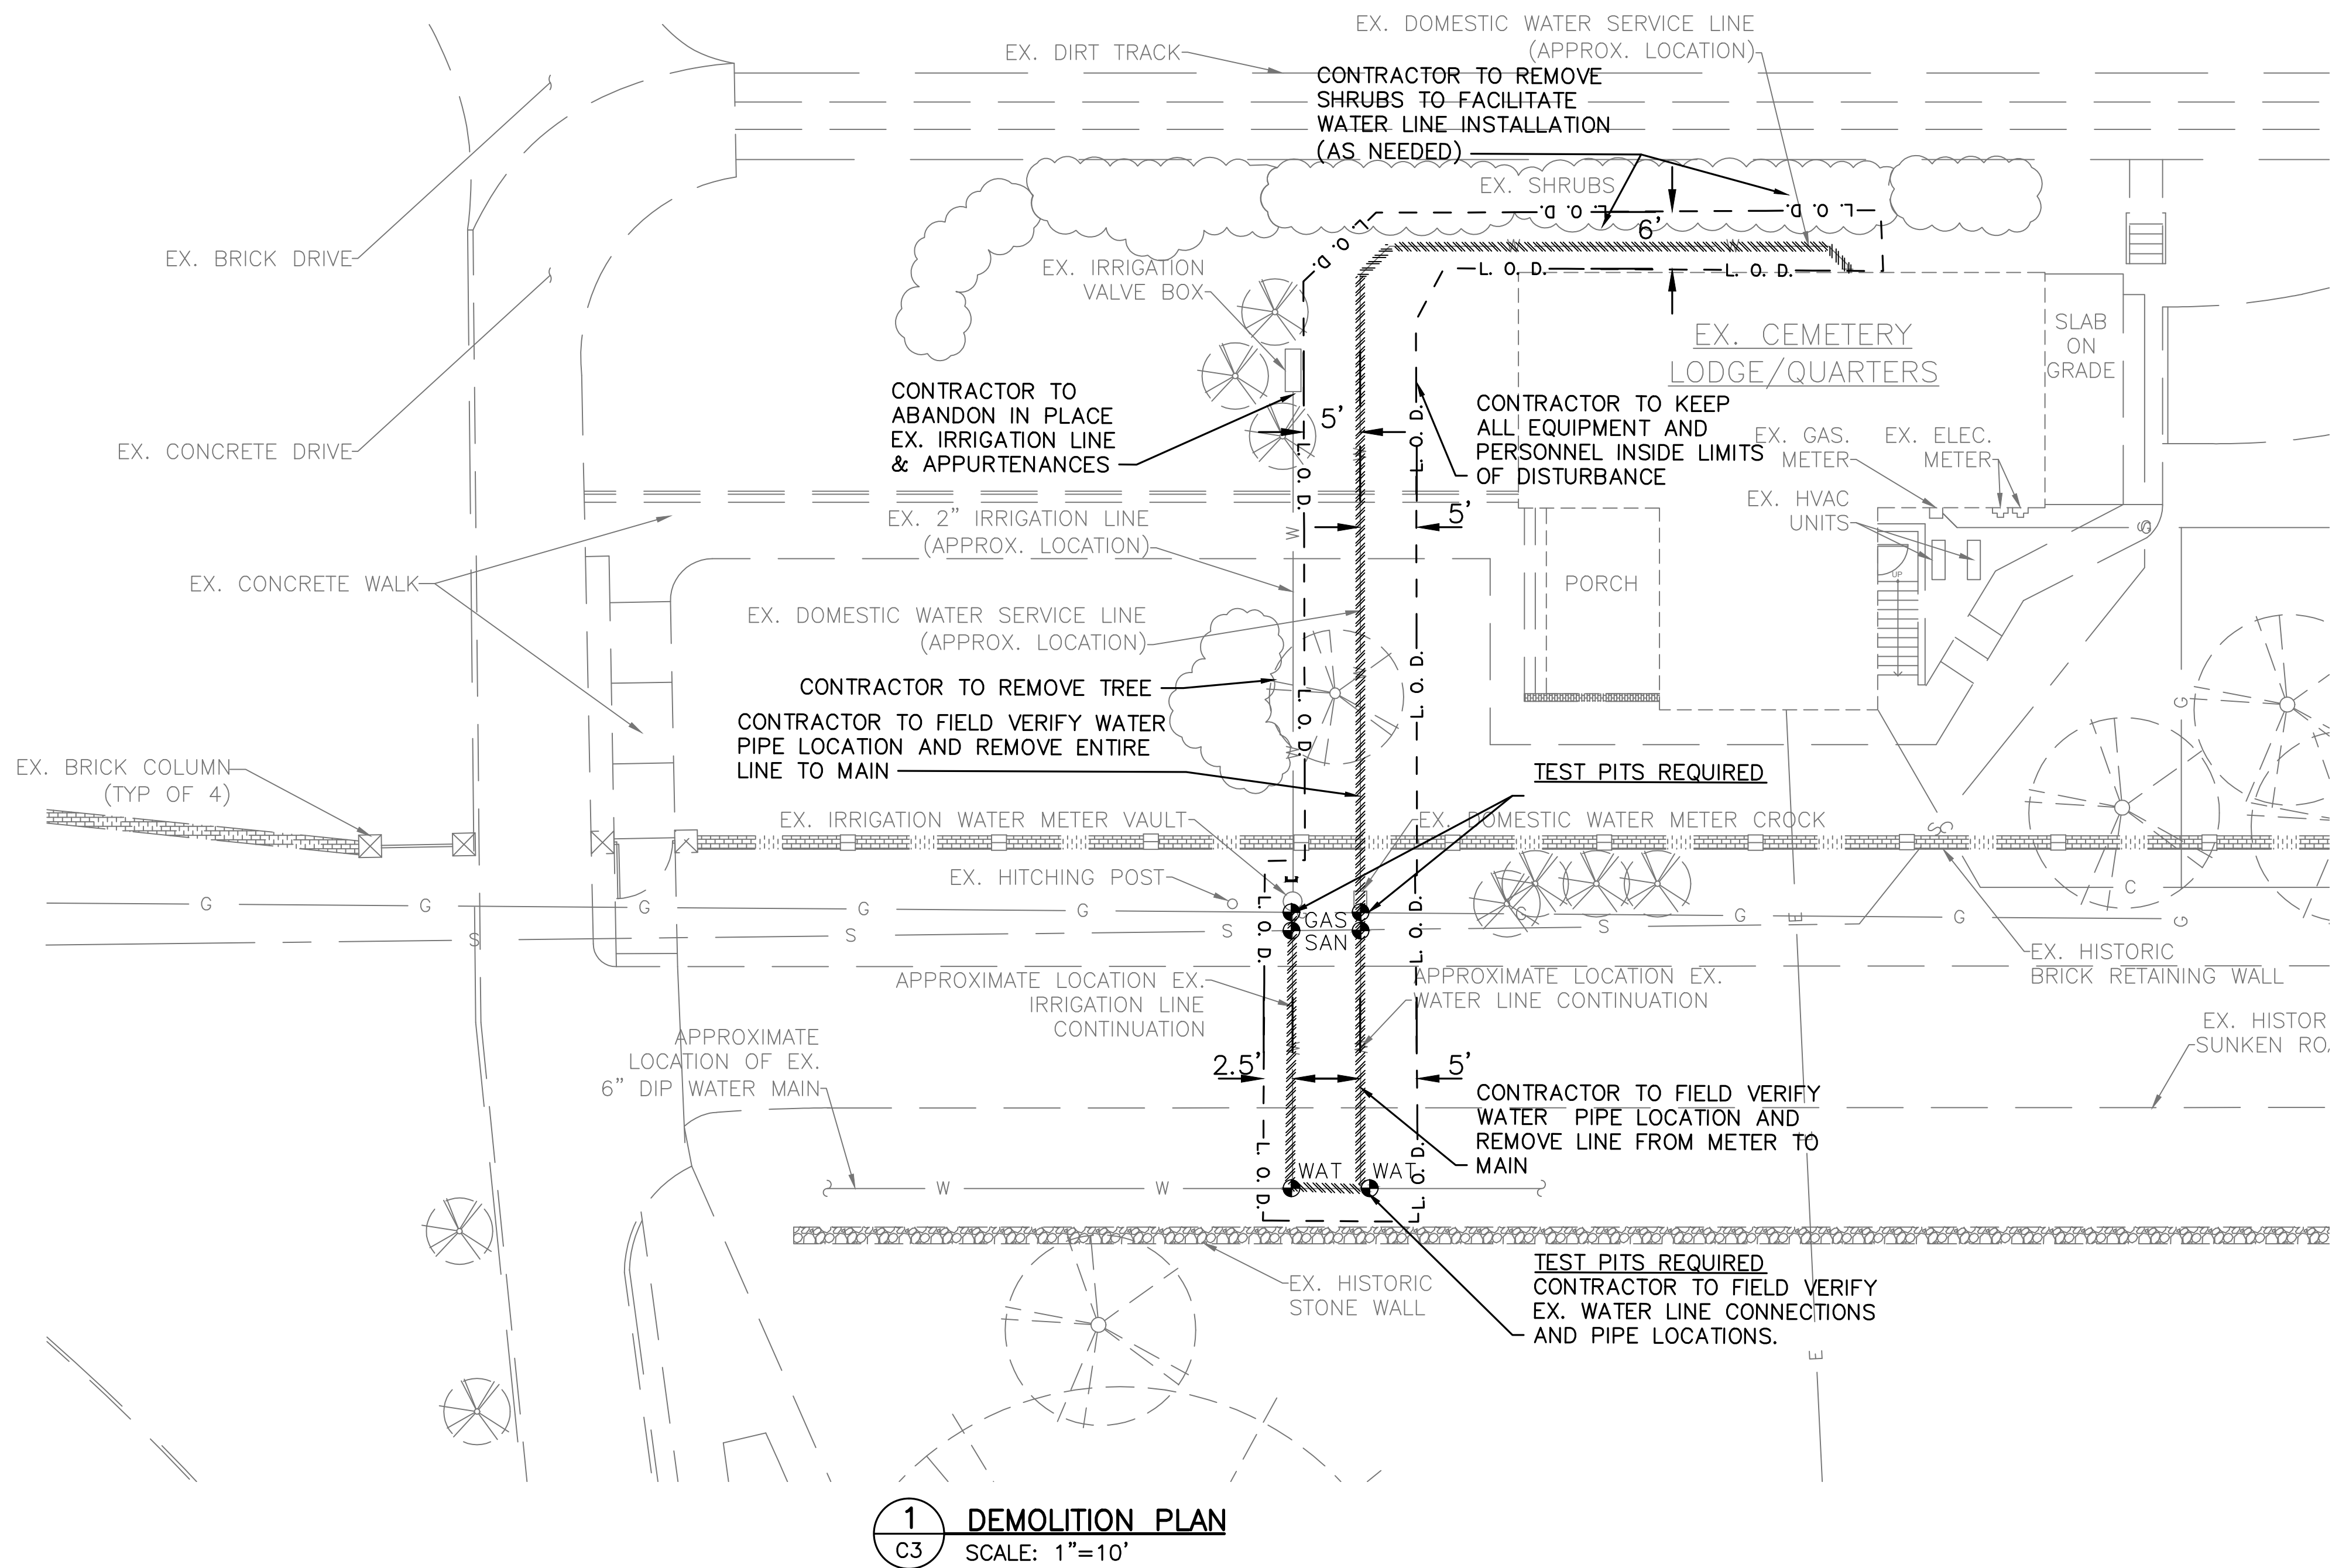 EX. DOMESTIC WATER SERVICE LINE
(APPROX. LOCATION)
EX. DIRT TRACK
CONTRACTOR TO REMOVE
SHRUBS TO FACILITATE
WATER LINE INSTALLATION
(AS NEEDED)
EX. SHRUBS
L. O. D.
L. O. D.
L. O. D.
6'
W
W
L. O. D.
L. O. D.
EX. BRICK DRIVE
EX. IRRIGATION
VALVE BOX
EX. CEMETERY
LODGE/QUARTERS
SLAB
ON
GRADE
CONTRACTOR TO
ABANDON IN PLACE
EX. IRRIGATION LINE
& APPURTENANCES
5'
L. O. D.
L. O. D.
CONTRACTOR TO KEEP
ALL EQUIPMENT AND
PERSONNEL INSIDE LIMITS
OF DISTURBANCE
EX. GAS.
METER
EX. ELEC.
METER
EX. HVAC
UNITS
EX. CONCRETE DRIVE
EX. 2" IRRIGATION LINE
(APPROX. LOCATION)
W
5'
G
EX. CONCRETE WALK
PORCH
UP
EX. DOMESTIC WATER SERVICE LINE
(APPROX. LOCATION)
L. O. D.
L. O. D.
CONTRACTOR TO REMOVE TREE
CONTRACTOR TO FIELD VERIFY WATER
PIPE LOCATION AND REMOVE ENTIRE
LINE TO MAIN
W
G
TEST PITS REQUIRED
EX. BRICK COLUMN
(TYP OF 4)
EX. IRRIGATION WATER METER VAULT
EX. DOMESTIC WATER METER CROCK
EX. HITCHING POST
C
G
G
G
G
G
G
G
G
G
S
S
S
S
GAS
SAN
L. O. D.
L. O. D.
E
EX. HISTORIC
BRICK RETAINING WALL
APPROXIMATE LOCATION EX.
IRRIGATION LINE
CONTINUATION
APPROXIMATE LOCATION EX.
WATER LINE CONTINUATION
EX. HISTOR
SUNKEN RO
APPROXIMATE
LOCATION OF EX.
6" DIP WATER MAIN
2.5'
5'
CONTRACTOR TO FIELD VERIFY
WATER PIPE LOCATION AND
REMOVE LINE FROM METER TO
MAIN
E
L. O. D.
L. O. D.
WAT
WAT
W
W
TEST PITS REQUIRED
CONTRACTOR TO FIELD VERIFY
EX. WATER LINE CONNECTIONS
AND PIPE LOCATIONS.
EX. HISTORIC
STONE WALL
E
1
C3
DEMOLITION PLAN
SCALE: 1"=10'